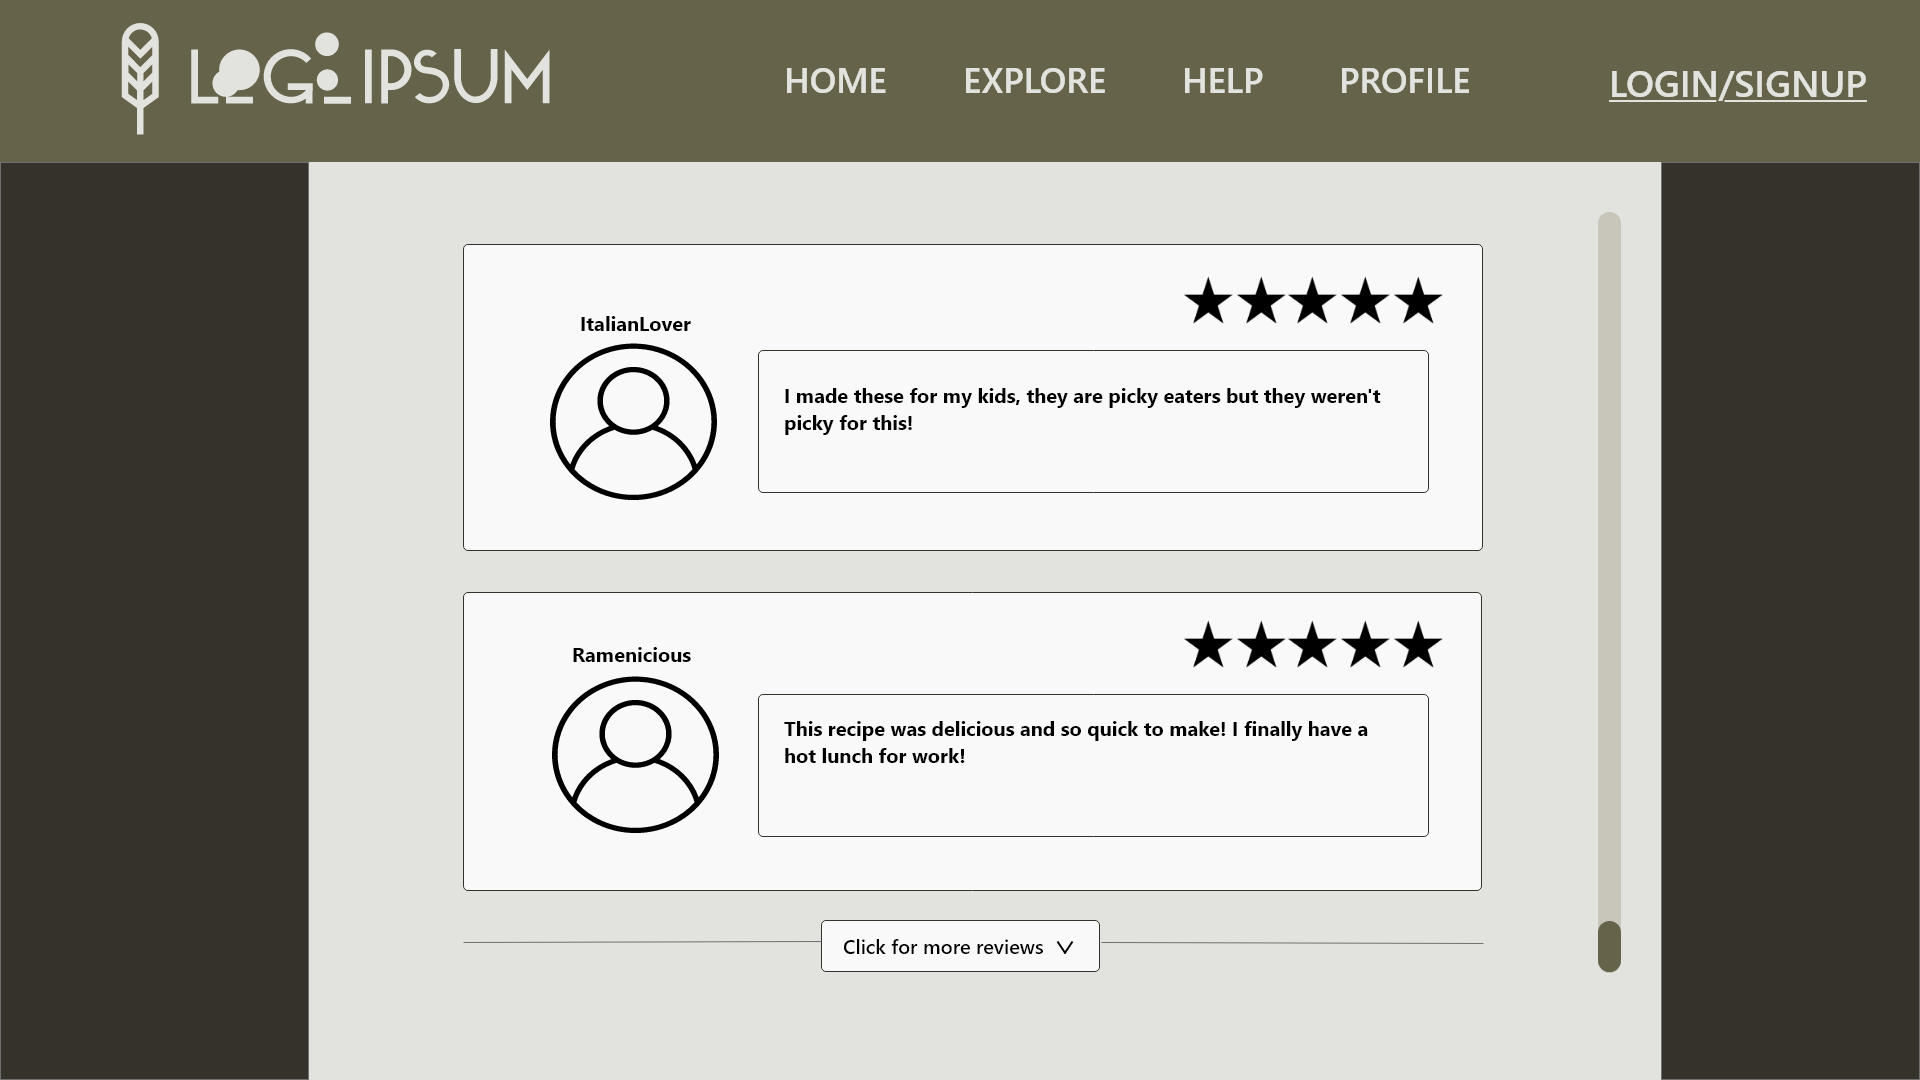 LOGO IPSUM
HOME EXPLORE HELP PROFILE LOGIN/SIGNUP
ItalianLover
I made these for my kids, they are picky eaters but they weren't
picky for this!
Ramenicious
This recipe was delicious and so quick to make! I finally have a
hot lunch for work!
Click for more reviews